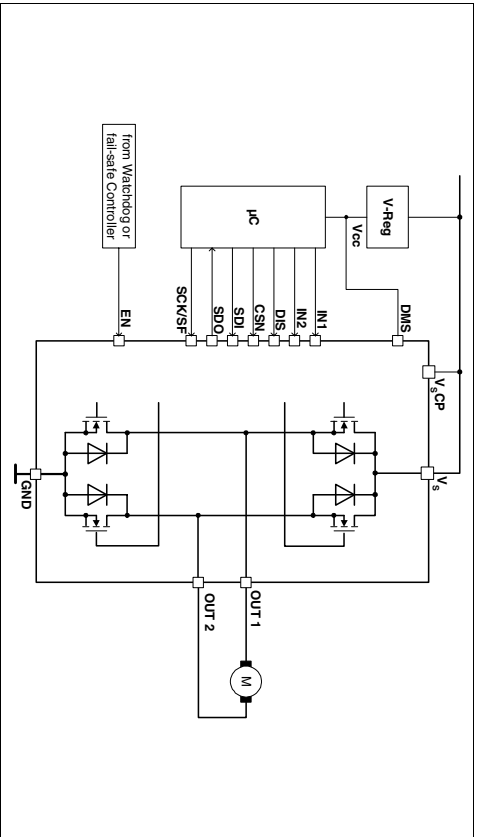 V-Reg
Vcc
µC
from Watchdog or
fail-safe Controller
DMS
IN1
IN2
DIS
CSN
SDI
SDO
SCK/SF
EN
VsCP
Vs
GND
OUT 1
OUT 2
M